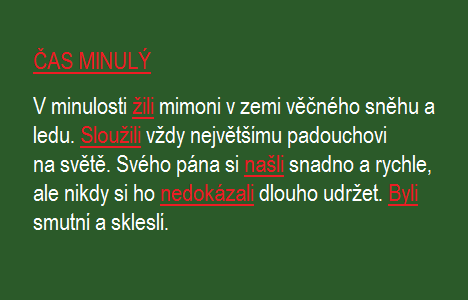 ČAS MINULÝ
V minulosti žili mimoni v zemi věčného sněhu a
ledu. Sloužili vždy největšímu padouchovi
na světě. Svého pána si našli snadno a rychle,
ale nikdy si ho nedokázali dlouho udržet. Byli
smutní a sklesli.